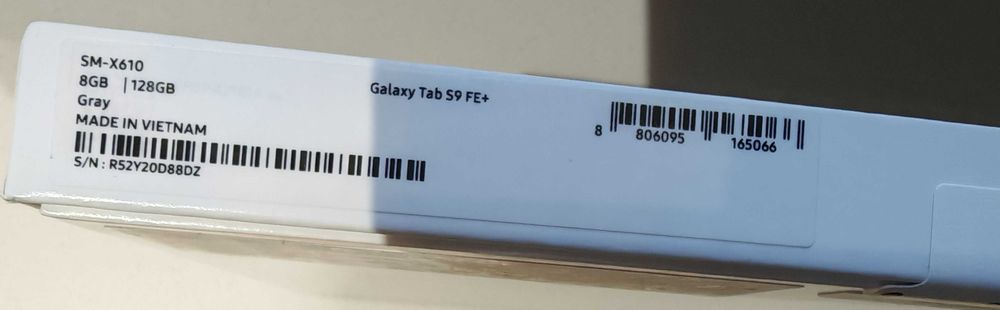 SM-X610
8GB | 128GB
Gray
MADE IN VIETNAM
S/N : R52Y20D88DZ
Galaxy Tab S9 FE+
8 806095 165066